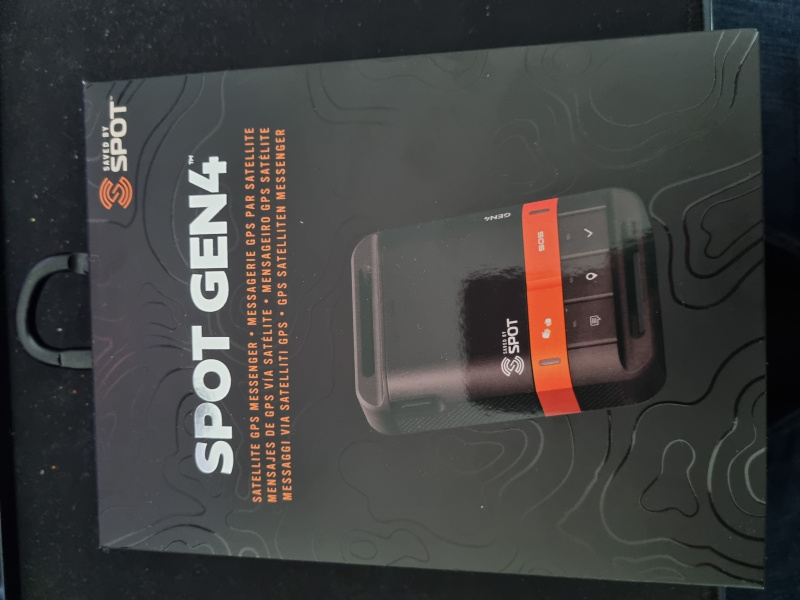 SAVED BY
SPOT™
SPOT GEN4™
SATELLITE GPS MESSENGER • MESSAGERIE GPS PAR SATELLITE
MENSAJES DE GPS VÍA SATÉLITE • MENSAGEIRO GPS SATÉLITE
MESSAGGI VIA SATELLITI GPS • GPS SATELLITEN MESSENGER
GEN4
SAVED BY
SPOT
SOS